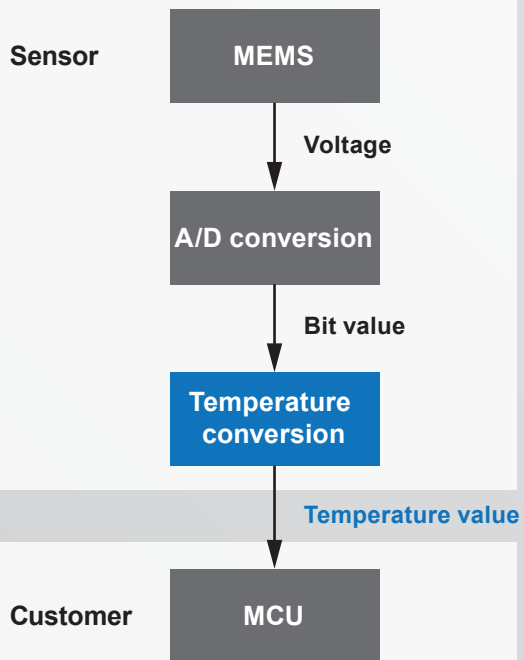 Sensor
MEMS
Voltage
A/D conversion
Bit value
Temperature
conversion
Temperature value
Customer
MCU